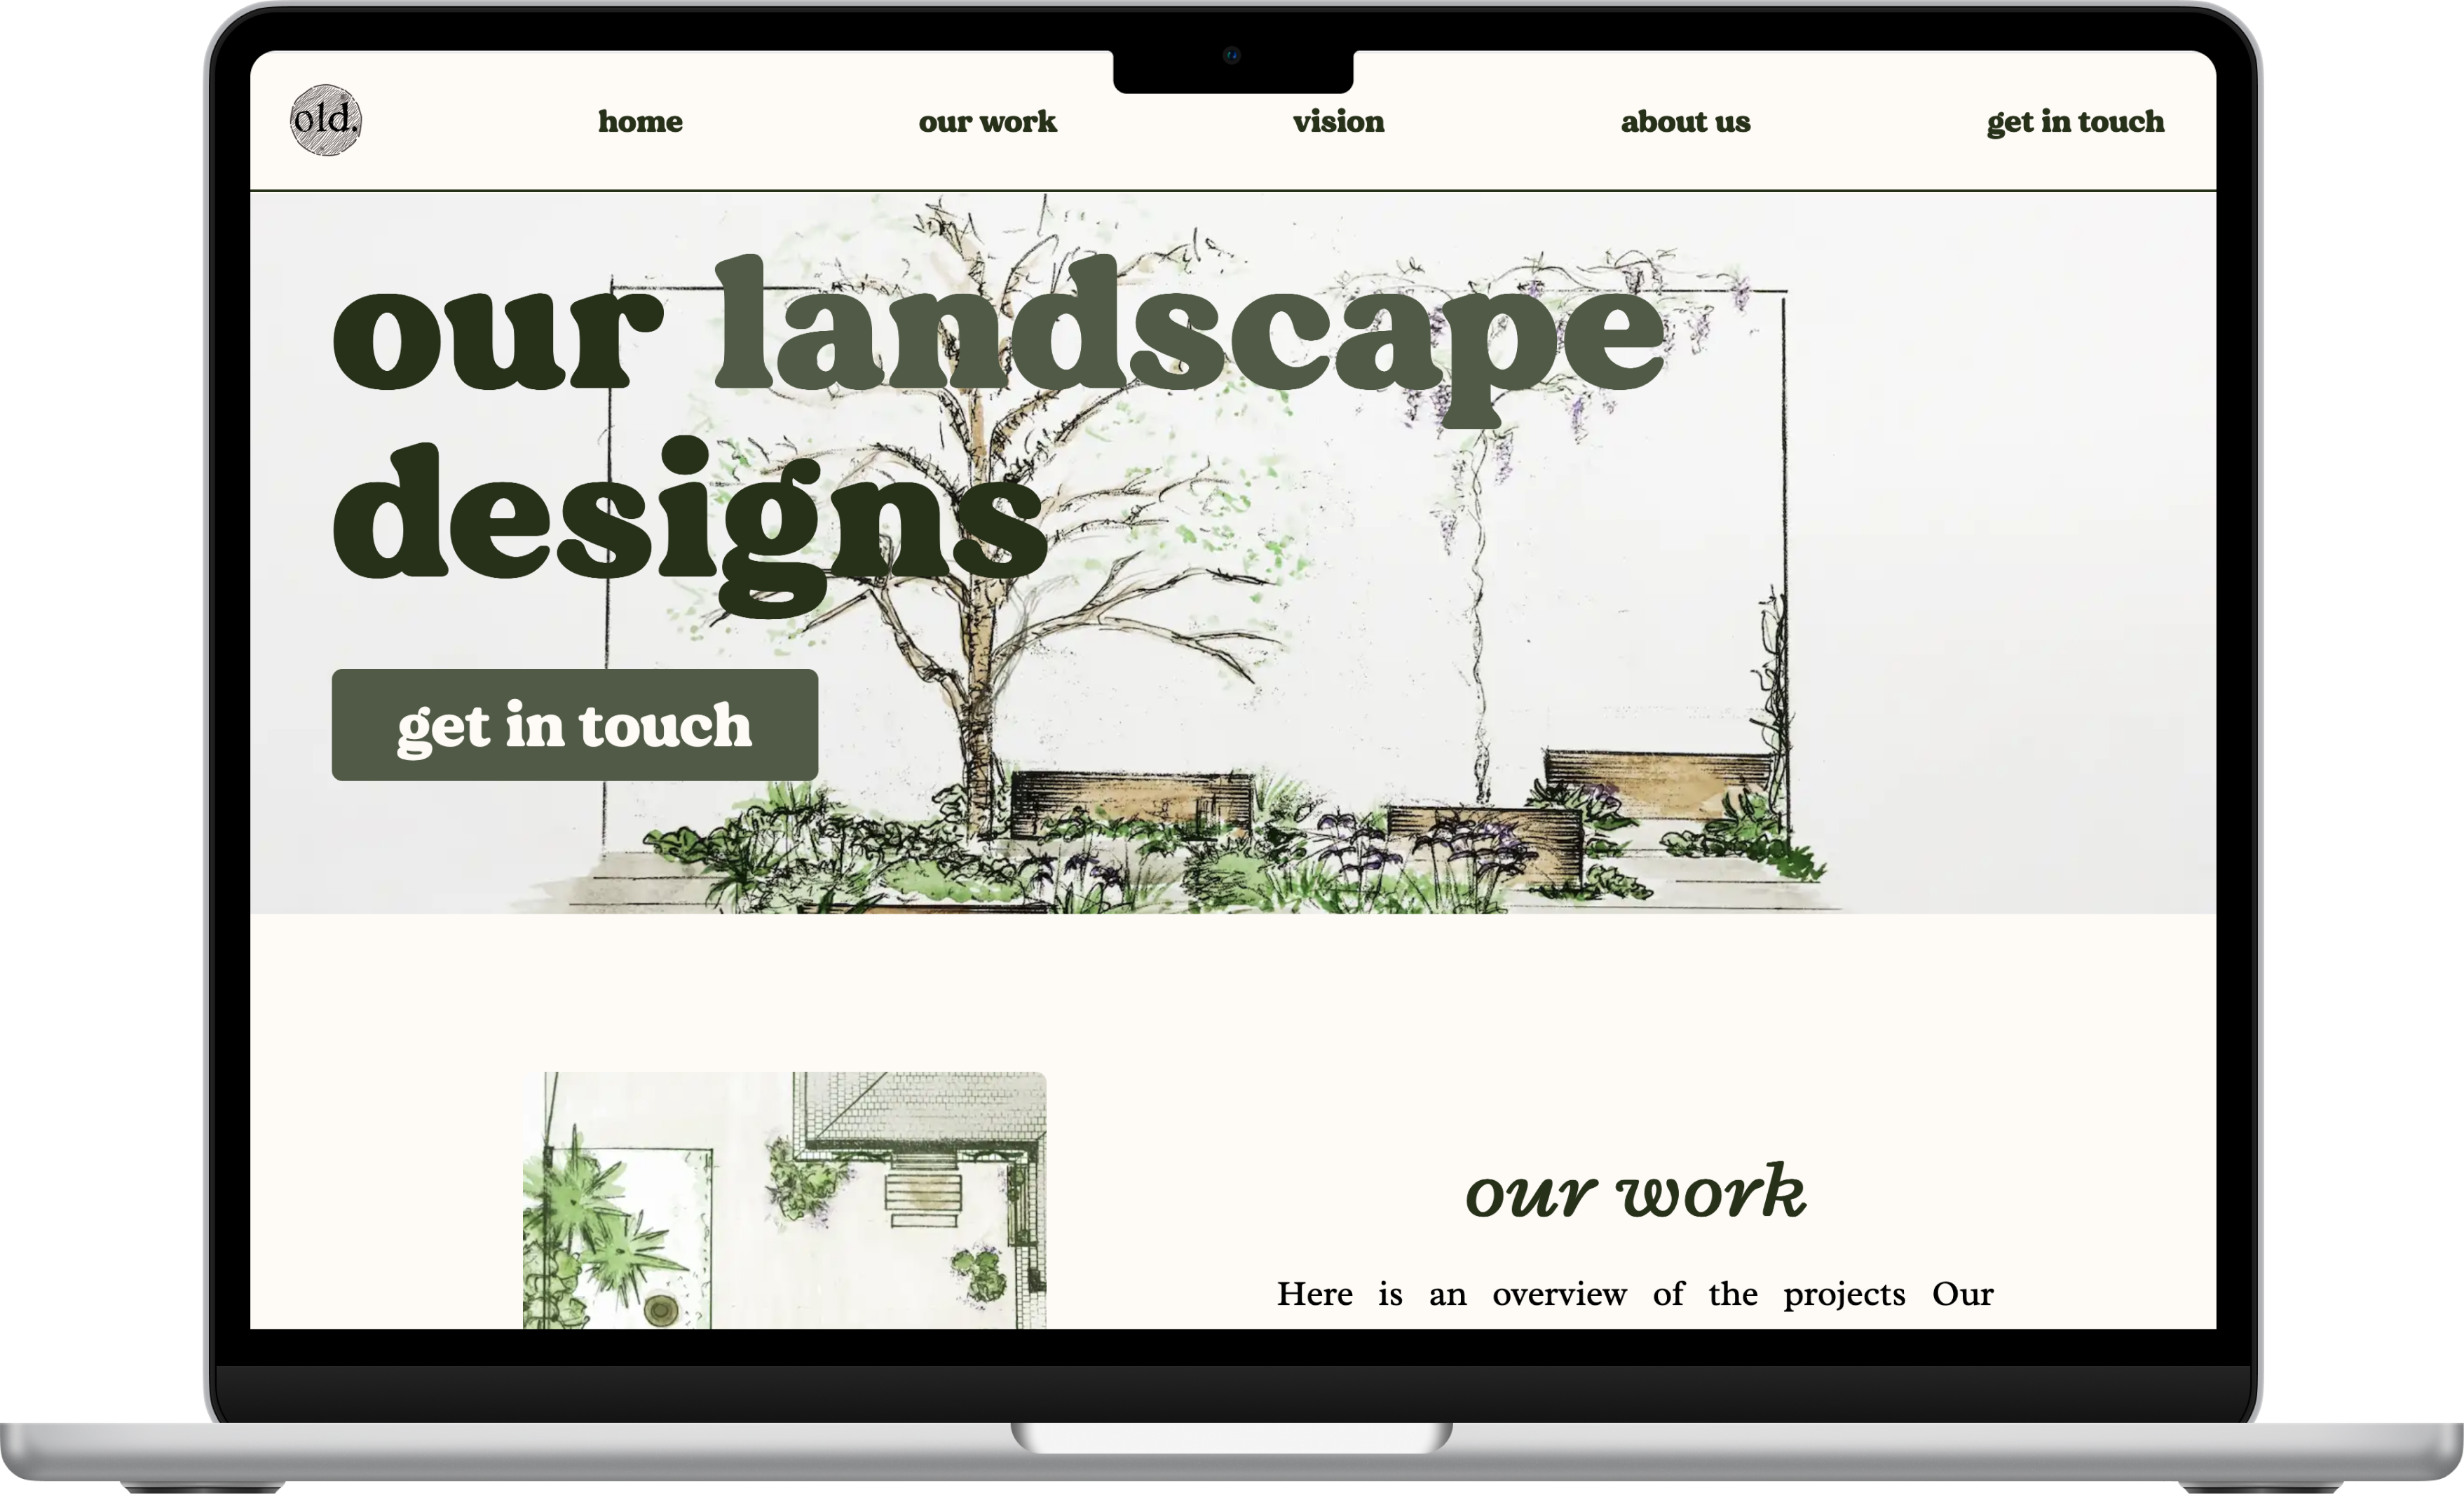 old.
home
our work
vision
about us
get in touch
our landscape
designs
get in touch
our work
Here is an overview of the projects Our